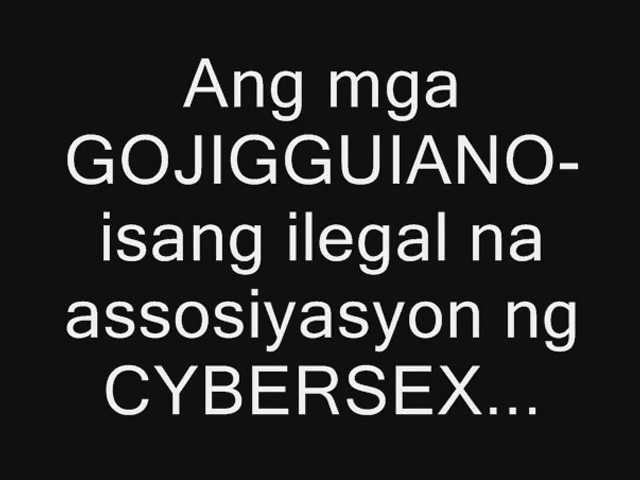 Ang mga
GOJIGGUIANO-
isang ilegal na
assosiyasyon ng
CYBERSEX...